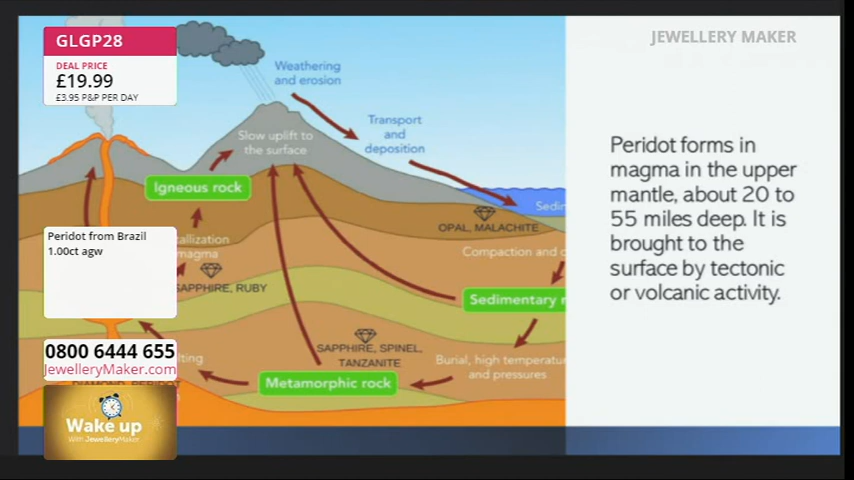 GLGP28
DEAL PRICE
£19.99
£3.95 P&P PER DAY
JEWELLERY MAKER
Weathering
and erosion
Transport
and
deposition
Slow uplift to
the surface
Igneous rock
OPAL, MALACHITE
Compaction and
Peridot from Brazil
1.00ct agw
magma
SAPPHIRE, RUBY
Sedimentary
SAPPHIRE, SPINEL,
TANZANITE
Burial, high temperatu
and pressures
Metamorphic rock
0800 6444 655
JewelleryMaker.com
Wake up
With JewelleryMaker
Peridot forms in
magma in the upper
mantle, about 20 to
55 miles deep. It is
brought to the
surface by tectonic
or volcanic activity.